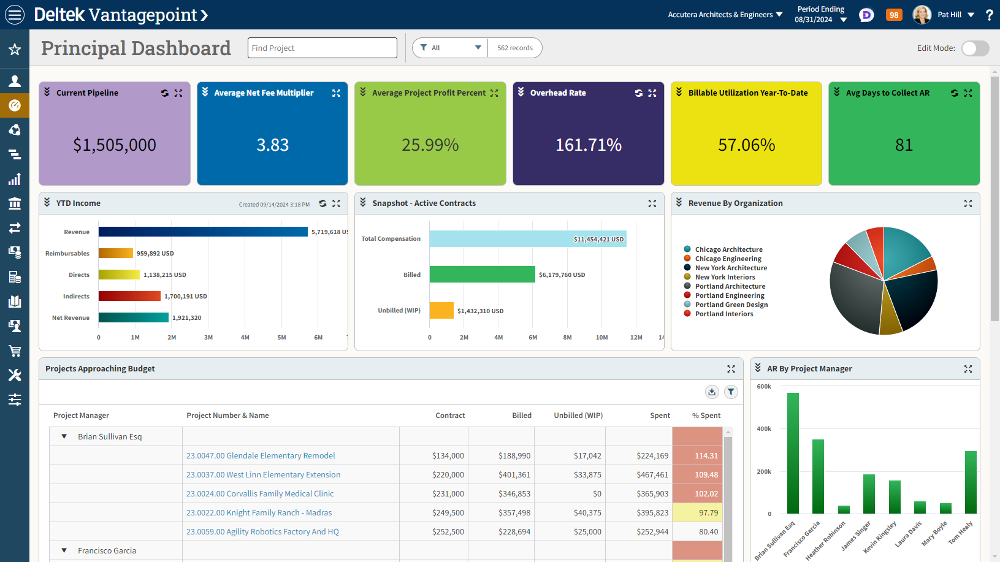 Deltek Vantagepoint
Accutera Architects & Engineers
Period Ending
08/31/2024
D
98
Pat Hill
?
Principal Dashboard
Find Project
All
562 records
Edit Mode:
Current Pipeline
$1,505,000
Average Net Fee Multiplier
3.83
Average Project Profit Percent
25.99%
Overhead Rate
161.71%
Billable Utilization Year-To-Date
57.06%
Avg Days to Collect AR
81
YTD Income
Created 09/14/2024 3:18 PM
Revenue
5,719,618 US
Reimbursables
959,892 USD
Directs
1,138,215 USD
Indirects
1,700,191 USD
Net Revenue
1,921,320
0 1M 2M 3M 4M 5M 6M
Snapshot - Active Contracts
Total Compensation
$11,454,421 USD
Billed
$6,179,760 USD
Unbilled (WIP)
$1,432,310 USD
0 2M 4M 6M 8M 10M 12M 14
Revenue By Organization
Chicago Architecture
Chicago Engineering
New York Architecture
New York Interiors
Portland Architecture
Portland Engineering
Portland Green Design
Portland Interiors
Projects Approaching Budget
Project Manager Project Number & Name Contract Billed Unbilled (WIP) Spent % Spent
Brian Sullivan Esq
23.0047.00 Glendale Elementary Remodel $134,000 $188,990 $17,042 $224,169 114.31
23.0037.00 West Linn Elementary Extension $220,000 $401,361 $33,875 $467,461 109.48
23.0024.00 Corvallis Family Medical Clinic $231,000 $346,853 $0 $365,903 102.02
23.0022.00 Knight Family Ranch - Madras $249,500 $357,498 $40,375 $395,823 97.79
23.0059.00 Agility Robotics Factory And HQ $252,500 $228,694 $25,000 $252,944 80.40
Francisco Garcia
AR By Project Manager
600k
400k
200k
0
Brian Sullivan Esq
Francisco Garcia
Heather Robinson
James Singer
Kevin Kingsley
Laura Davis
Mary Boyle
Tom Healy